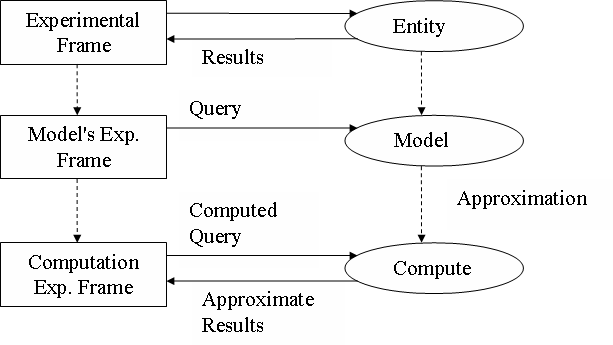 Experimental
Frame
Entity
Results
Query
Model's Exp.
Frame
Model
Approximation
Computed
Query
Computation
Exp. Frame
Compute
Approximate
Results